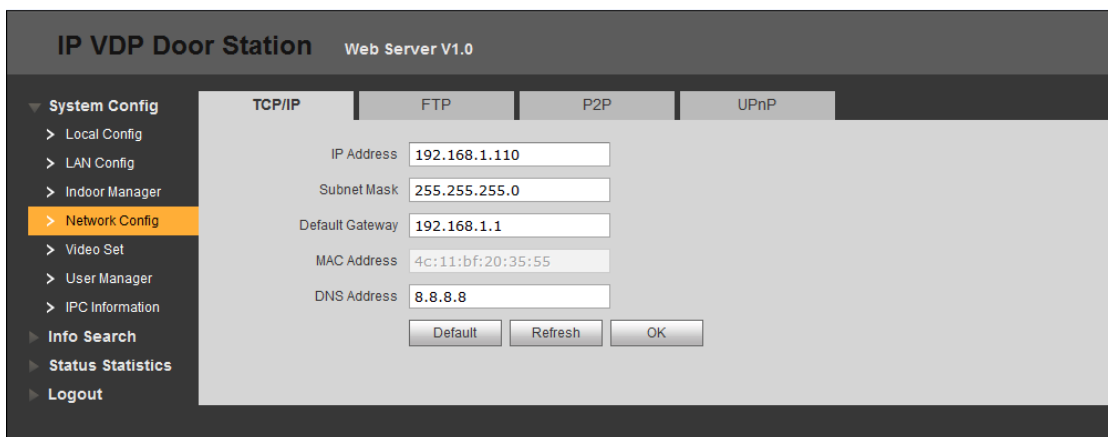 IP VDP Door Station Web Server V1.0
System Config
Local Config
LAN Config
Indoor Manager
Network Config
Video Set
User Manager
IPC Information
Info Search
Status Statistics
Logout
TCP/IP FTP P2P UPnP
IP Address 192.168.1.110
Subnet Mask 255.255.255.0
Default Gateway 192.168.1.1
MAC Address 4c:11:bf:20:35:55
DNS Address 8.8.8.8
Default Refresh OK